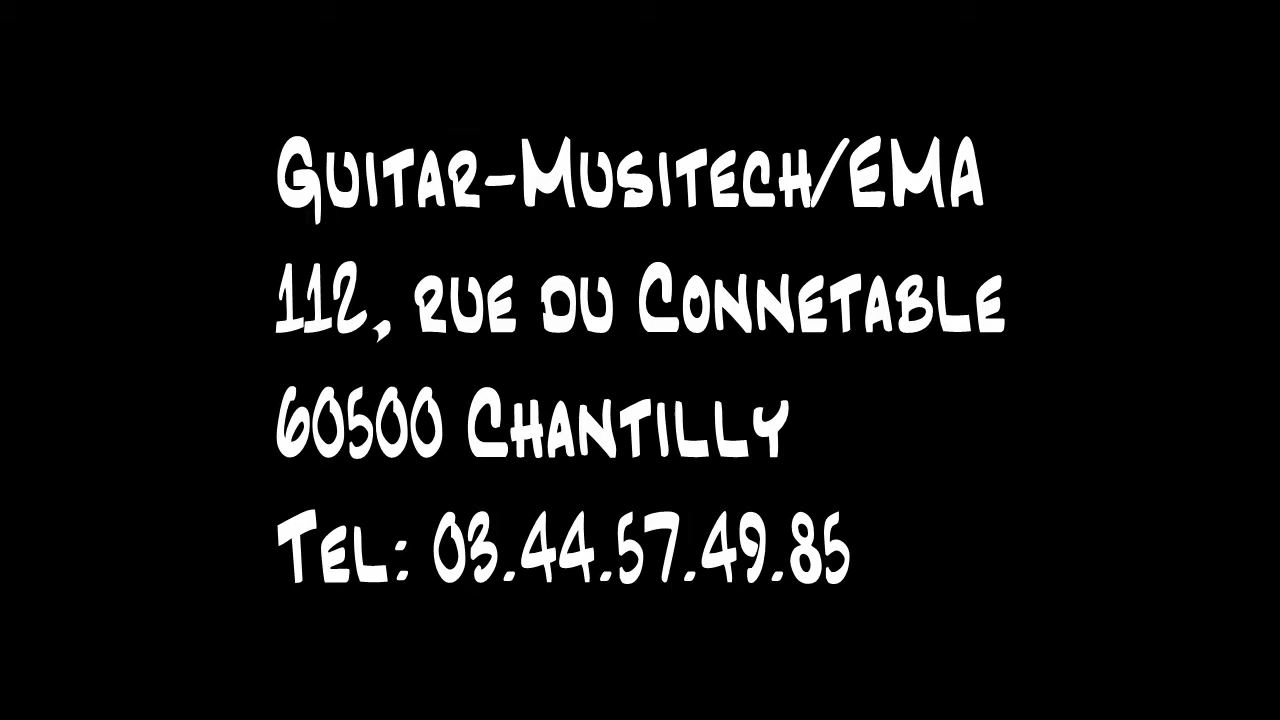 Guitar-Musitech/EMA
112, rue du Connetable
60500 Chantilly
Tel: 03.44.57.49.85